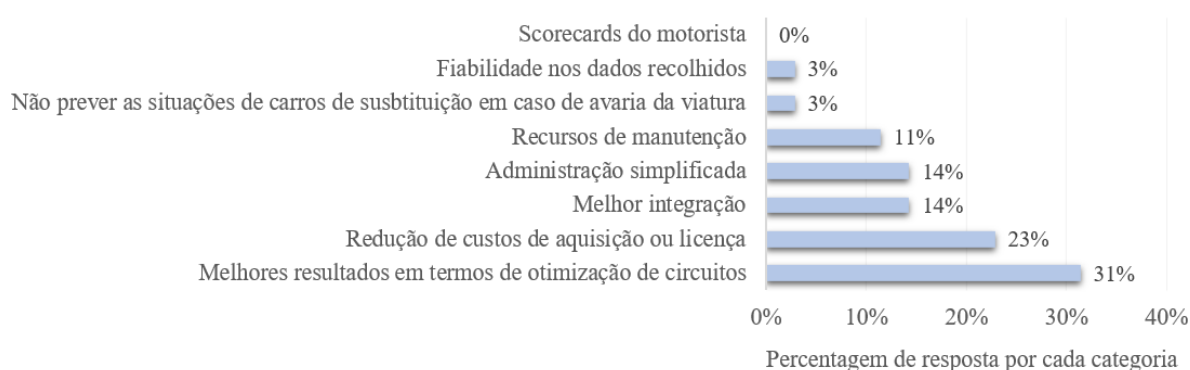 Scorecards do motorista 0%
Fiabilidade nos dados recolhidos 3%
Não prever as situações de carros de susbtituição em caso de avaria da viatura 3%
Recursos de manutenção 11%
Administração simplificada 14%
Melhor integração 14%
Redução de custos de aquisição ou licença 23%
Melhores resultados em termos de otimização de circuitos 31%
0% 10% 20% 30% 40%
Percentagem de resposta por cada categoria